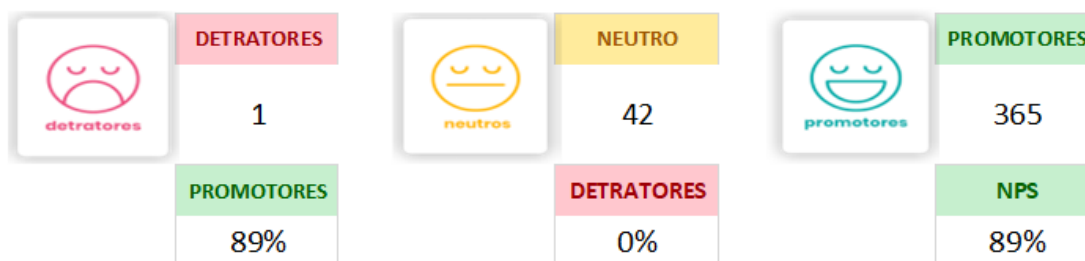 DETRATORES
NEUTRO
PROMOTORES
detratores
1
neutros
42
promotores
365
PROMOTORES
DETRATORES
NPS
89%
0%
89%